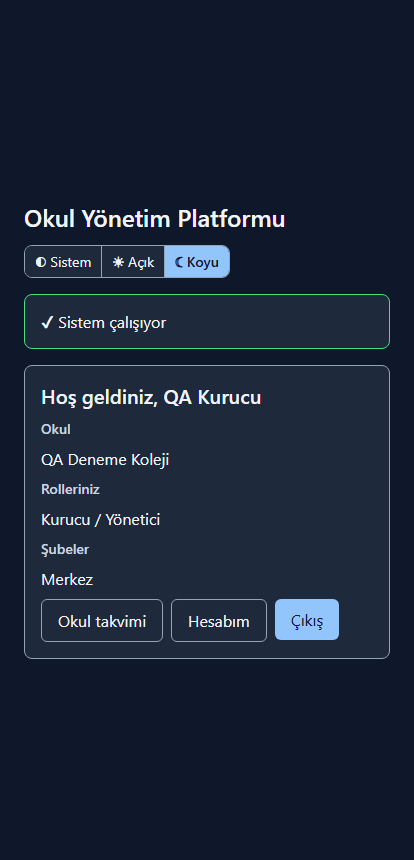 Okul Yönetim Platformu
◐ Sistem ☀ Açık ☾ Koyu
✓ Sistem çalışıyor
Hoş geldiniz, QA Kurucu
Okul
QA Deneme Koleji
Rolleriniz
Kurucu / Yönetici
Şubeler
Merkez
Okul takvimi Hesabım Çıkış